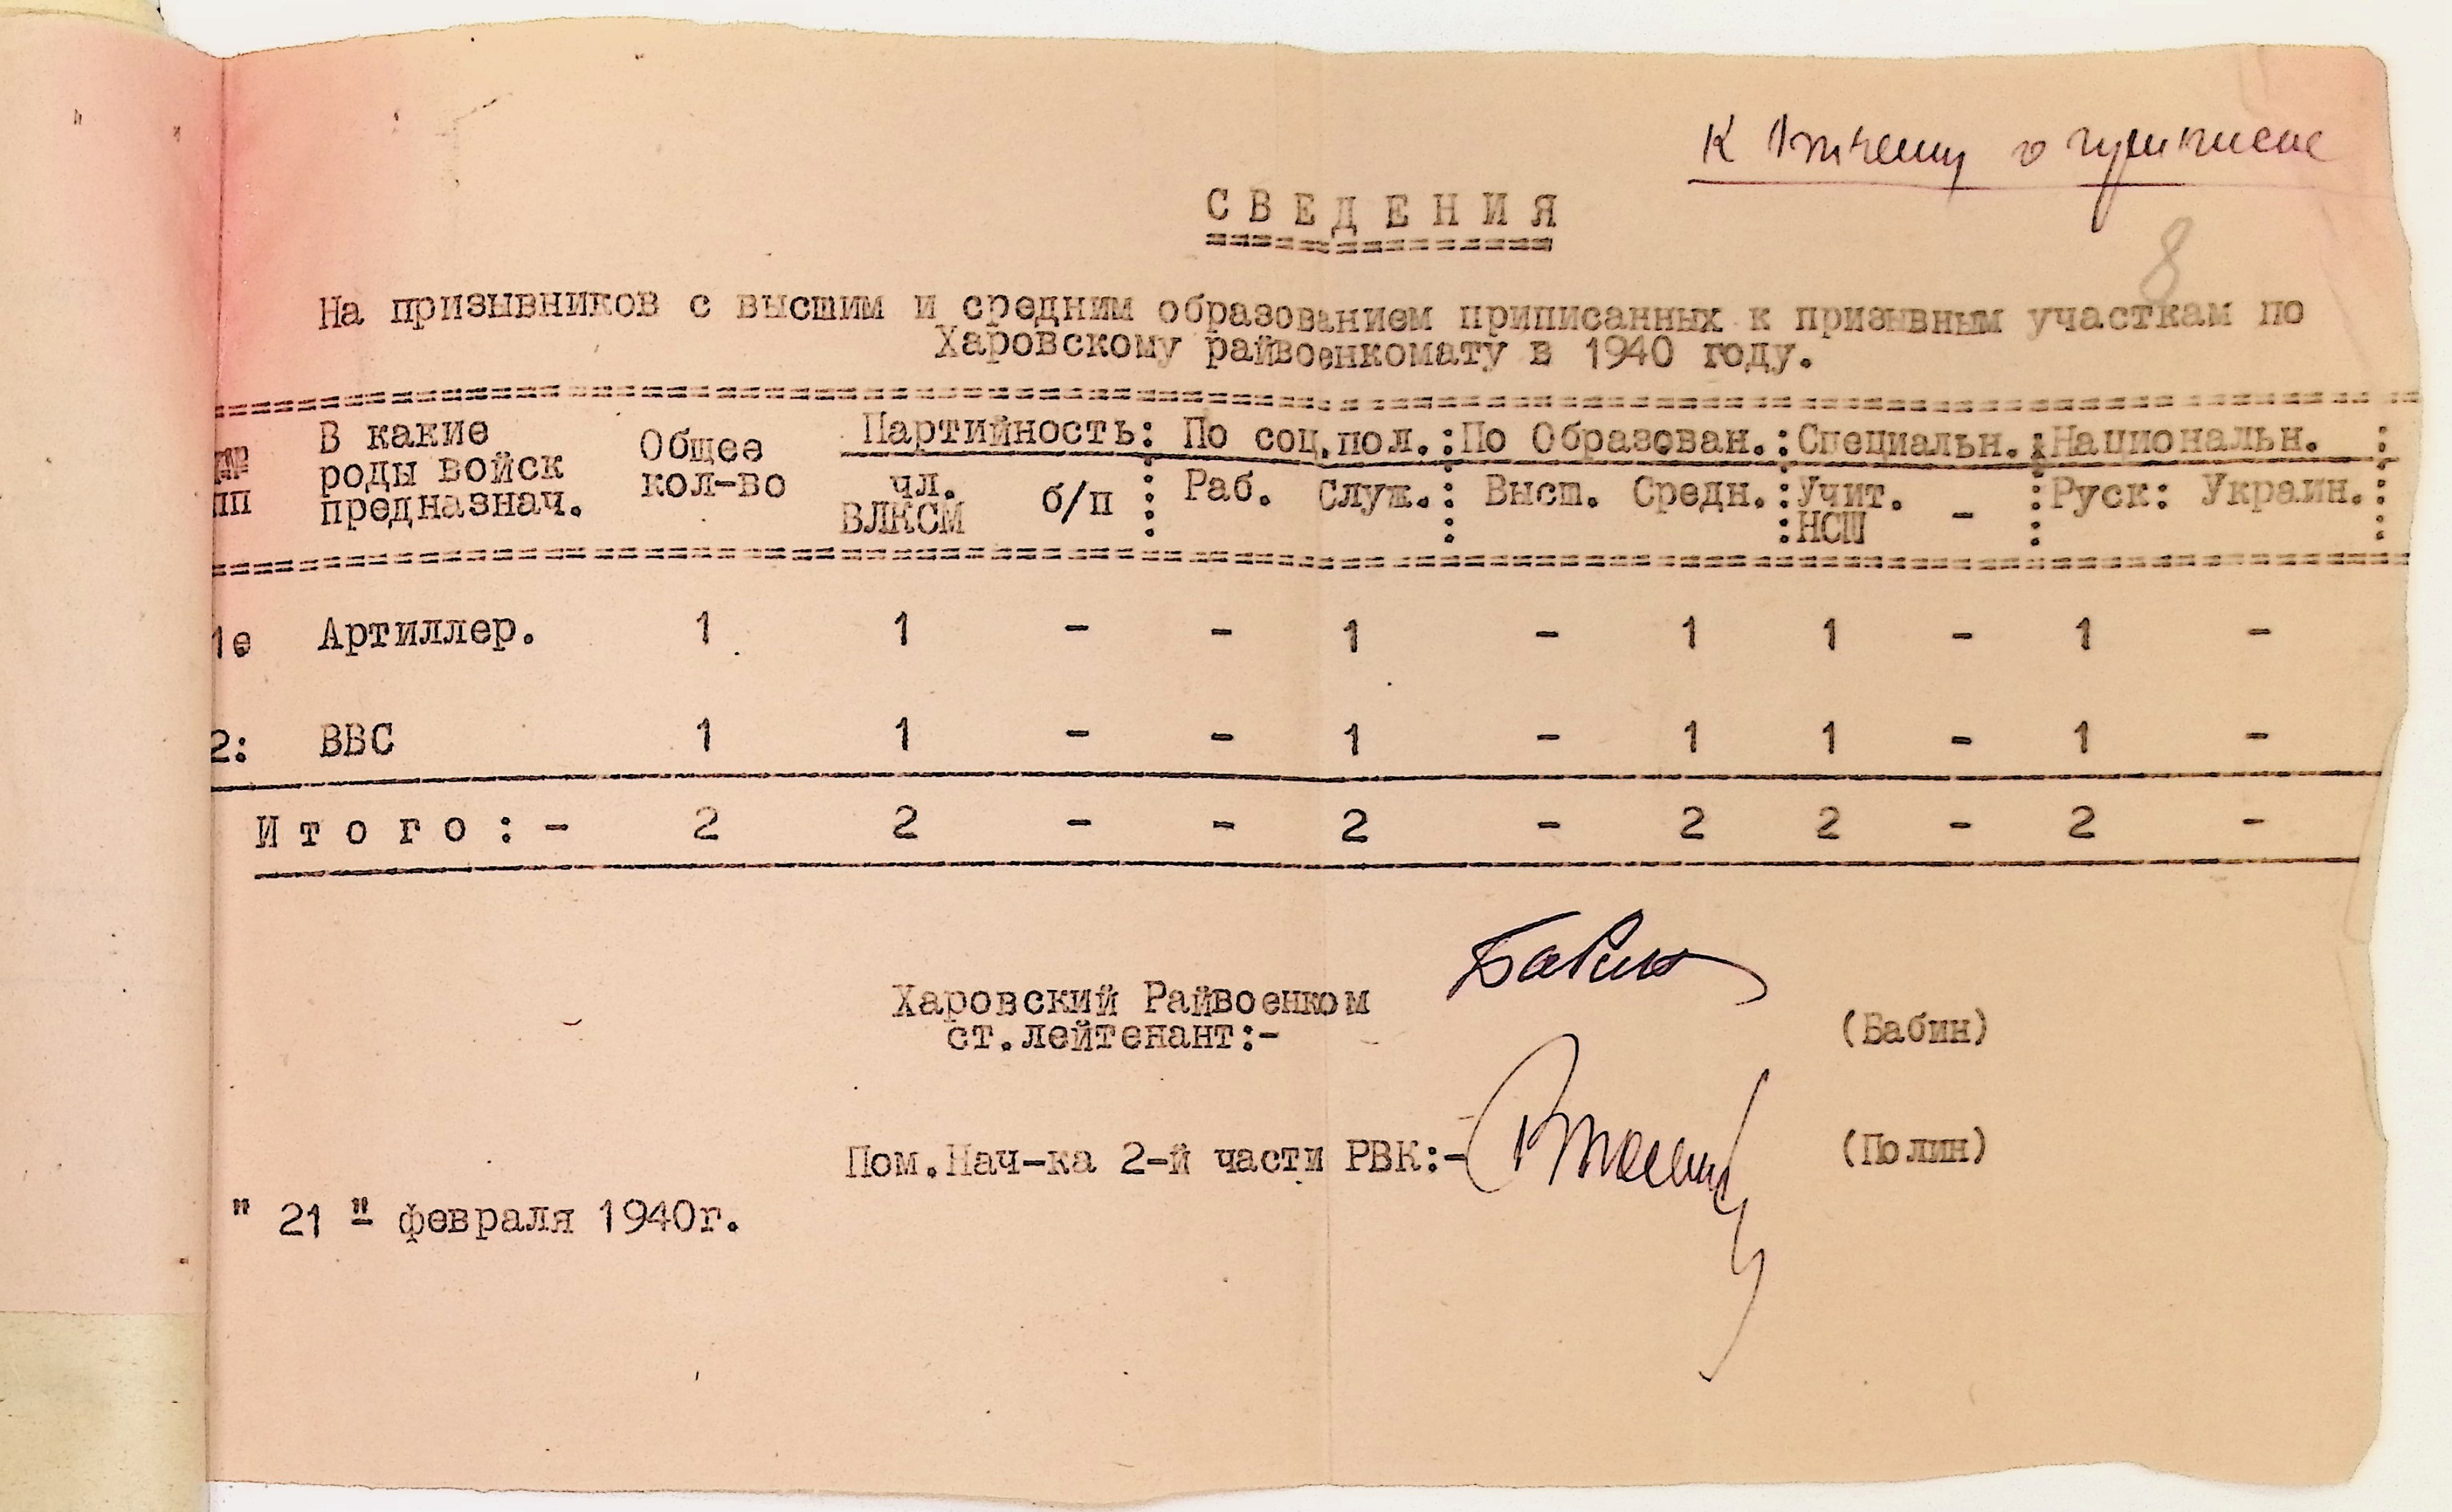 К отчету о приписке
8
СВЕДЕНИЯ
На призывников с высшим и средним образованием приписанных к призывным участкам по
Харовскому райвоенкомату в 1940 году.
№№ пп В какие роды войск предназнач. Общее кол-во Партийность: По соц.пол.: По Образован.: Специальн.: Национальн. :
чл. ВЛКСМ б/п : Раб. Служ.: Высш. Средн.: Учит. НСШ - : Руск: Украин.:
1е Артиллер. 1 1 - - 1 - 1 1 - 1 -
2: ВВС 1 1 - - 1 - 1 1 - 1 -
Итого:- 2 2 - - 2 - 2 2 - 2 -
Бабин
Харовский Райвоенком
ст.лейтенант:-
(Бабин)
Пом.Нач-ка 2-й части РВК:- (Полин)
" 21 " февраля 1940г.